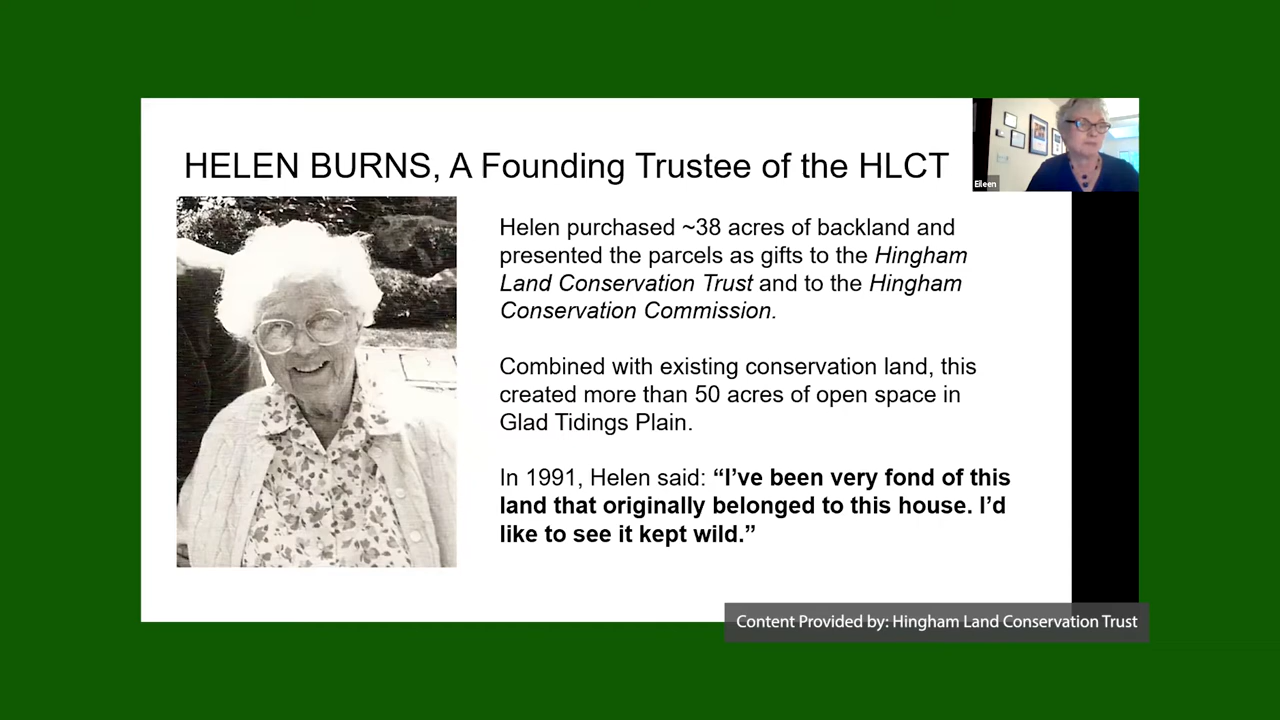 HELEN BURNS, A Founding Trustee of the HLCT
Eileen
Helen purchased ~38 acres of backland and
presented the parcels as gifts to the Hingham
Land Conservation Trust and to the Hingham
Conservation Commission.
Combined with existing conservation land, this
created more than 50 acres of open space in
Glad Tidings Plain.
In 1991, Helen said: “I’ve been very fond of this
land that originally belonged to this house. I’d
like to see it kept wild.”
Content Provided by: Hingham Land Conservation Trust